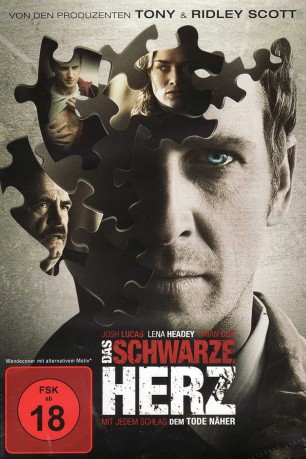 VON DEN PRODUZENTEN TONY & RIDLEY SCOTT
JOSH LUCAS LENA HEADEY BRIAN COX
DAS SCHWARZE
HERZ
MIT JEDEM SCHLAG DEM TODE NÄHER
Wendecover mit alternativem Motiv*
FSK
ab
18